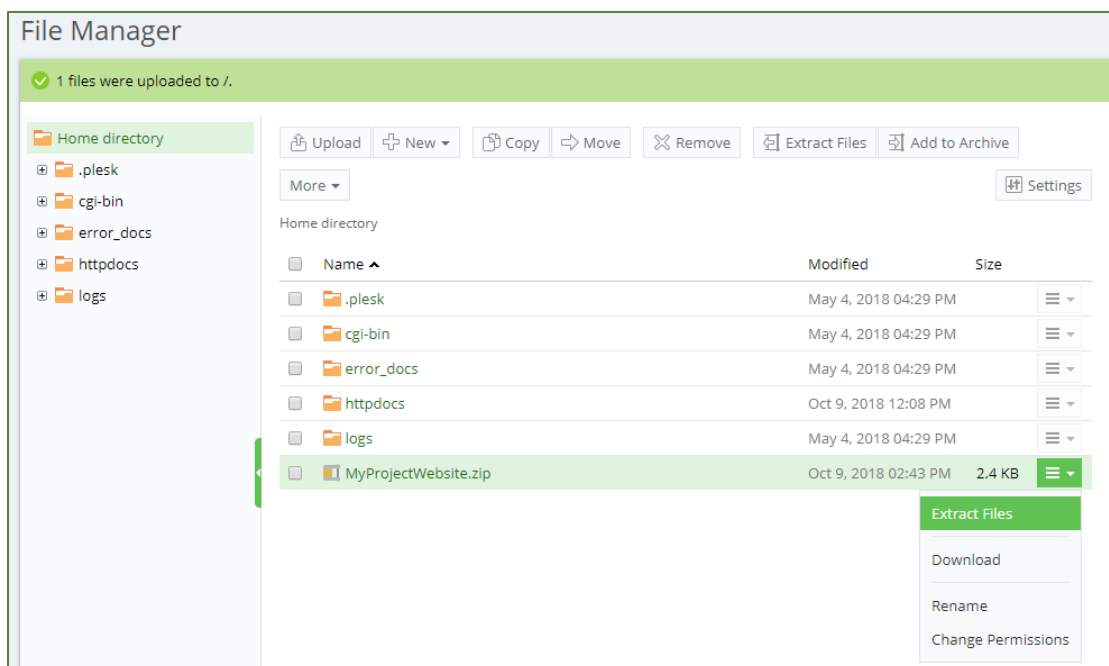 File Manager
1 files were uploaded to /.
Home directory
.plesk
cgi-bin
error_docs
httpdocs
logs
Upload New Copy Move Remove Extract Files Add to Archive
More Settings
Home directory
Name Modified Size
.plesk May 4, 2018 04:29 PM
cgi-bin May 4, 2018 04:29 PM
error_docs May 4, 2018 04:29 PM
httpdocs Oct 9, 2018 12:08 PM
logs May 4, 2018 04:29 PM
MyProjectWebsite.zip Oct 9, 2018 02:43 PM 2.4 KB
Extract Files
Download
Rename
Change Permissions